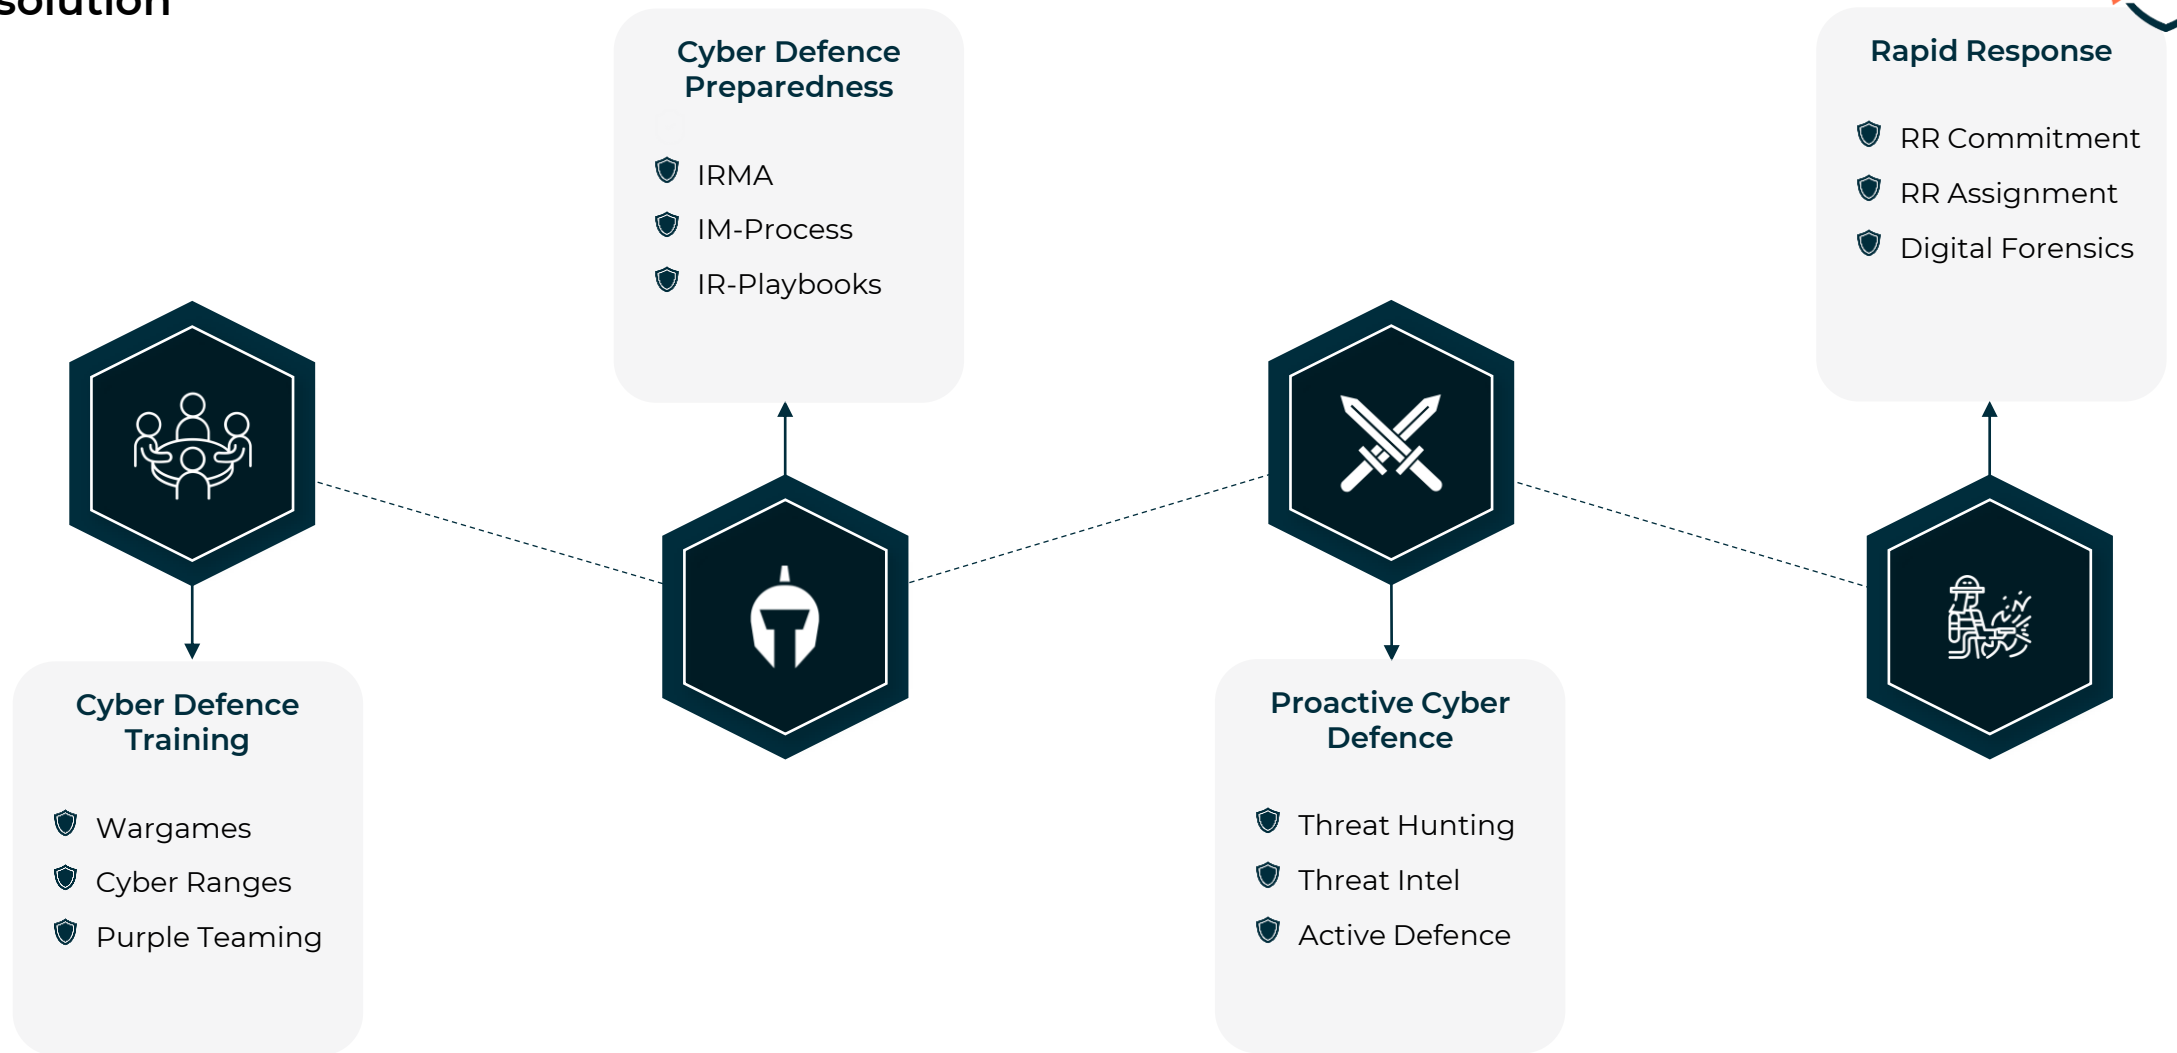 solution
Cyber Defence
Preparedness
IRMA
IM-Process
IR-Playbooks
Rapid Response
RR Commitment
RR Assignment
Digital Forensics
Cyber Defence
Training
Wargames
Cyber Ranges
Purple Teaming
Proactive Cyber
Defence
Threat Hunting
Threat Intel
Active Defence